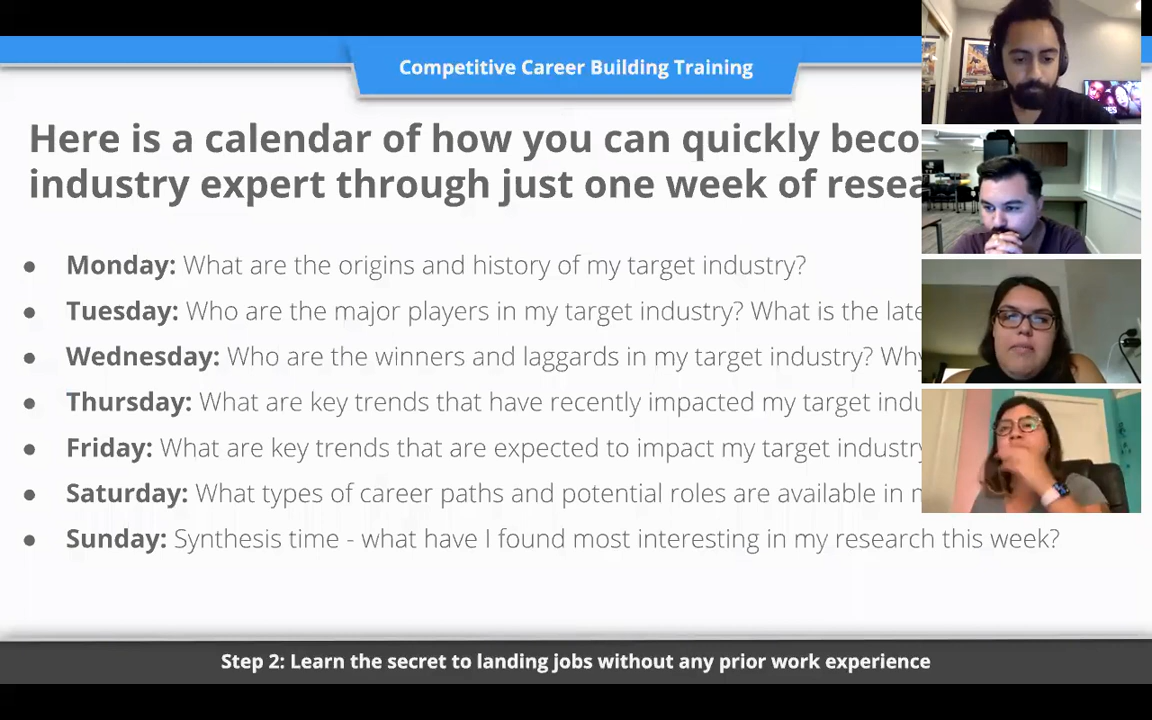 Competitive Career Building Training
Here is a calendar of how you can quickly beco
industry expert through just one week of resea
● Monday: What are the origins and history of my target industry?
● Tuesday: Who are the major players in my target industry? What is the late
● Wednesday: Who are the winners and laggards in my target industry? Why
● Thursday: What are key trends that have recently impacted my target indu
● Friday: What are key trends that are expected to impact my target industry
● Saturday: What types of career paths and potential roles are available in
● Sunday: Synthesis time - what have I found most interesting in my research this week?
Step 2: Learn the secret to landing jobs without any prior work experience